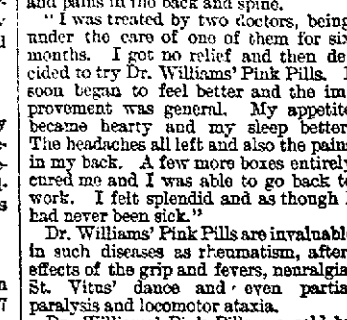 and pains in the back and spine.
"I was treated by two doctors, being
under the care of one of them for six
months. I got no relief and then de-
cided to try Dr. Williams' Pink Pills. I
soon began to feel better and the im-
provement was general. My appetite
became hearty and my sleep better.
The headaches all left and also the pains
in my back. A few more boxes entirely
cured me and I was able to go back to
work. I felt splendid and as though I
had never been sick."
Dr. Williams' Pink Pills are invaluable
in such diseases as rheumatism, after-
effects of the grip and fevers, neuralgia,
St. Vitus' dance and even partial
paralysis and locomotor ataxia.